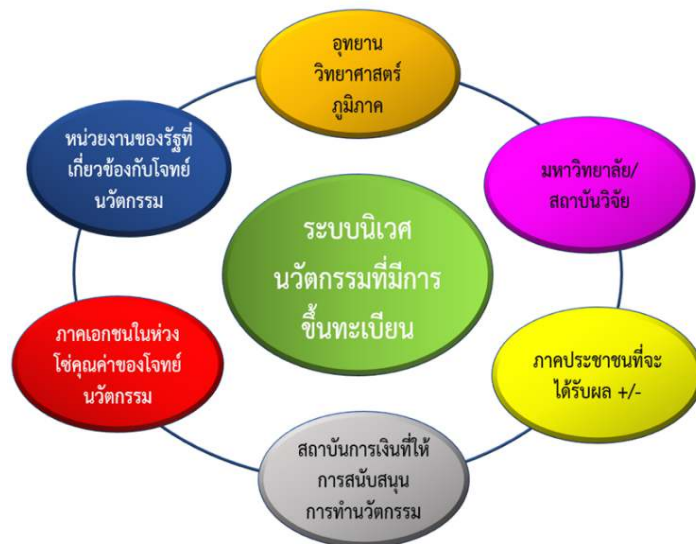 อุทยาน
วิทยาศาสตร์
ภูมิภาค
หน่วยงานของรัฐที่
เกี่ยวข้องกับโจทย์
นวัตกรรม
มหาวิทยาลัย/
สถาบันวิจัย
ระบบนิเวศ
นวัตกรรมที่มีการ
ขึ้นทะเบียน
ภาคเอกชนในห่วง
โซ่คุณค่าของโจทย์
นวัตกรรม
ภาคประชาชนที่จะ
ได้รับผล +/-
สถาบันการเงินที่ให้
การสนับสนุน
การทำนวัตกรรม